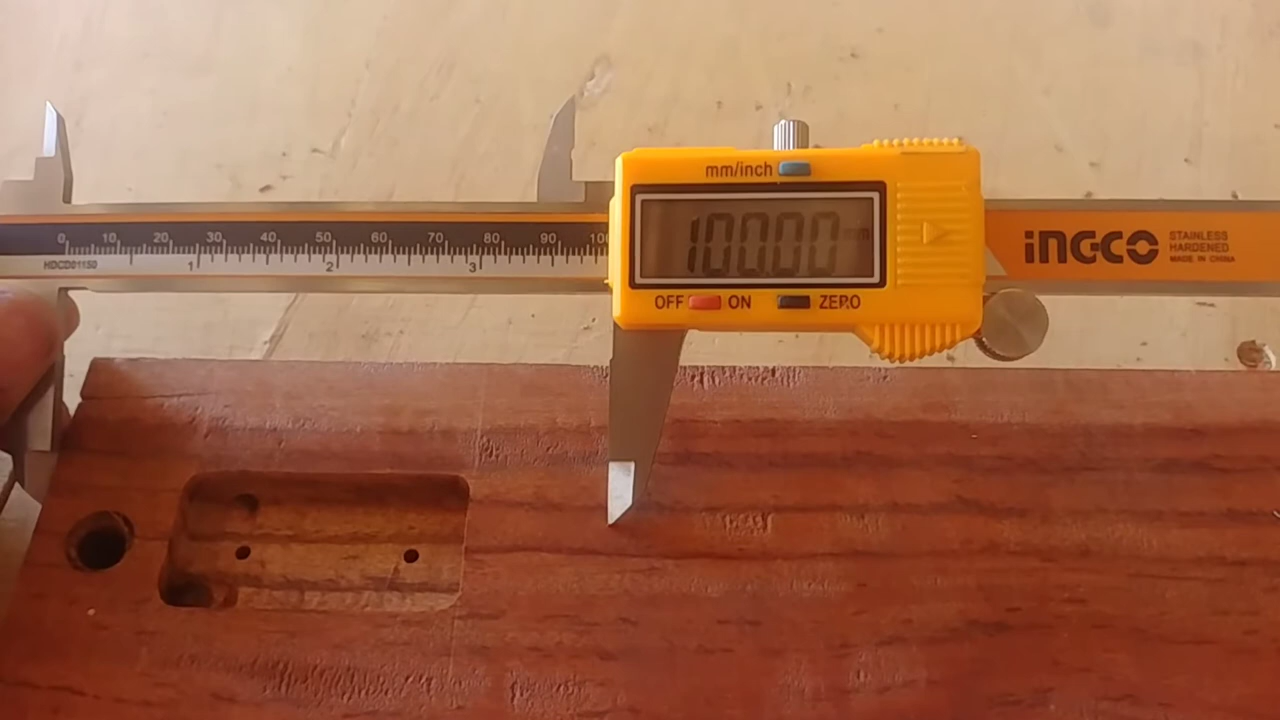 mm/inch
100.00 mm
OFF ON ZERO
0 10 20 30 40 50 60 70 80 90 100
1 2 3
HDCD01150
INGCO
STAINLESS
HARDENED
MADE IN CHINA